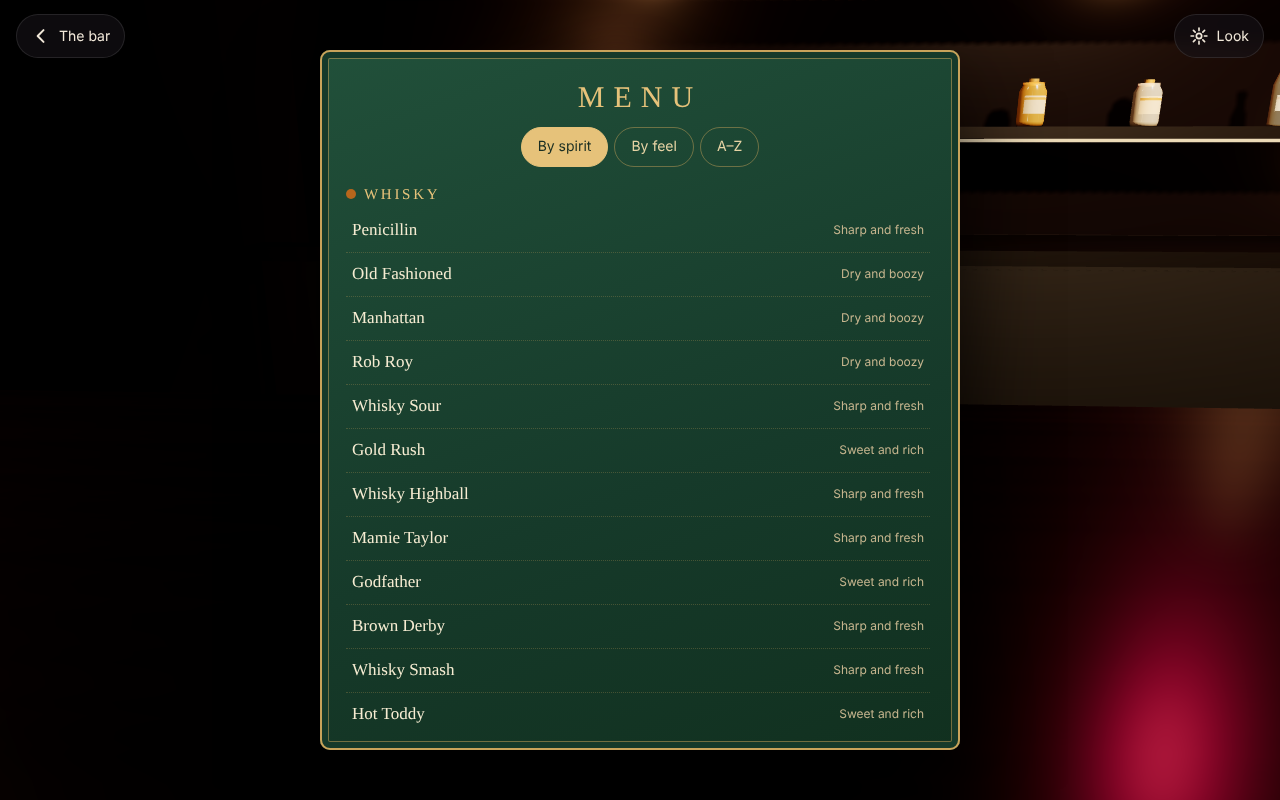 The bar
Look
MENU
By spirit
By feel
A–Z
WHISKY
Penicillin Sharp and fresh
Old Fashioned Dry and boozy
Manhattan Dry and boozy
Rob Roy Dry and boozy
Whisky Sour Sharp and fresh
Gold Rush Sweet and rich
Whisky Highball Sharp and fresh
Mamie Taylor Sharp and fresh
Godfather Sweet and rich
Brown Derby Sharp and fresh
Whisky Smash Sharp and fresh
Hot Toddy Sweet and rich